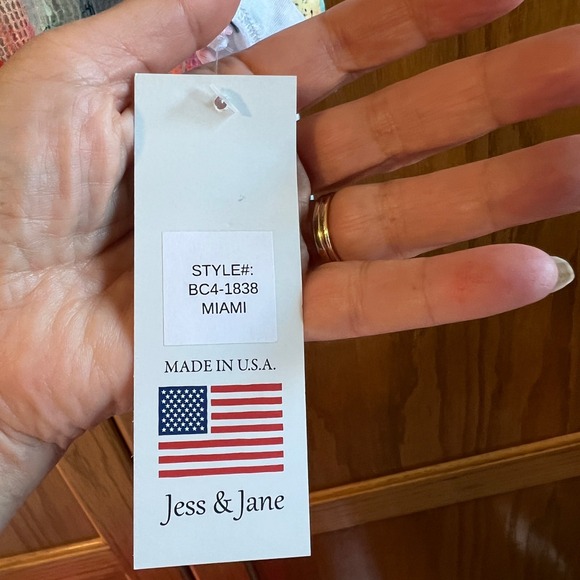 STYLE#:
BC4-1838
MIAMI
MADE IN U.S.A.
Jess & Jane